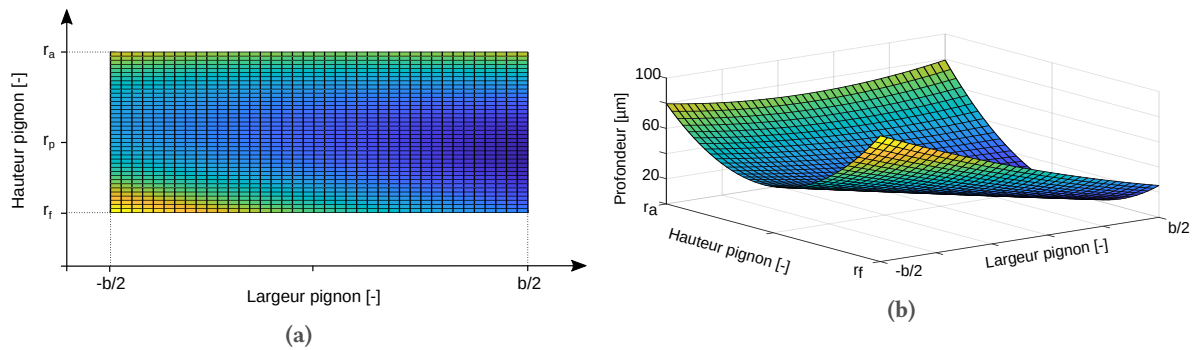 Hauteur pignon [-]
r_a
r_p
r_f
-b/2
b/2
Largeur pignon [-]
(a)
Profondeur [µm]
100
60
20
r_a
Hauteur pignon [-]
r_f
-b/2
Largeur pignon [-]
b/2
(b)